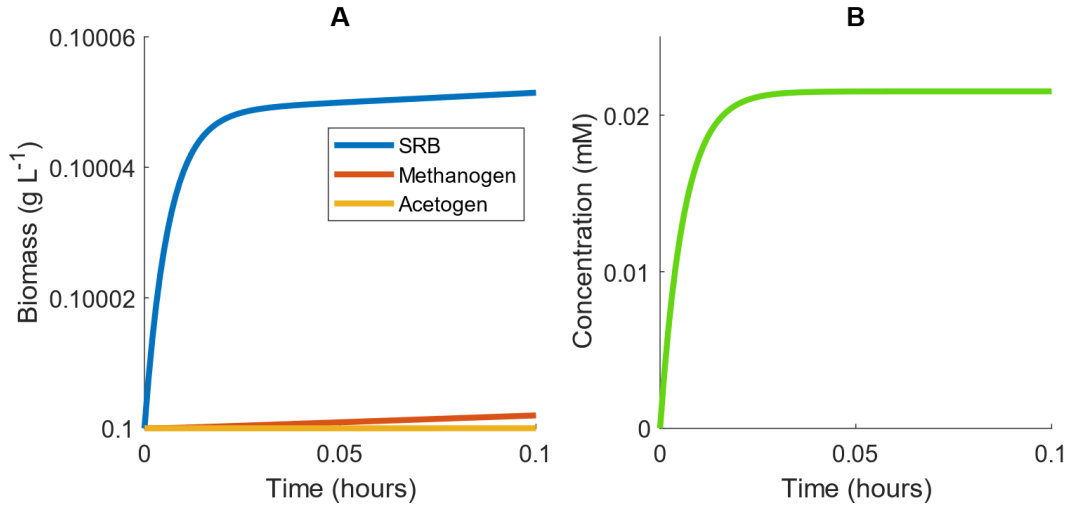 A
Biomass (g L⁻¹)
0.10006
0.10004
0.10002
0.1
SRB
Methanogen
Acetogen
0
0.05
0.1
Time (hours)
B
Concentration (mM)
0.02
0.01
0
0
0.05
0.1
Time (hours)